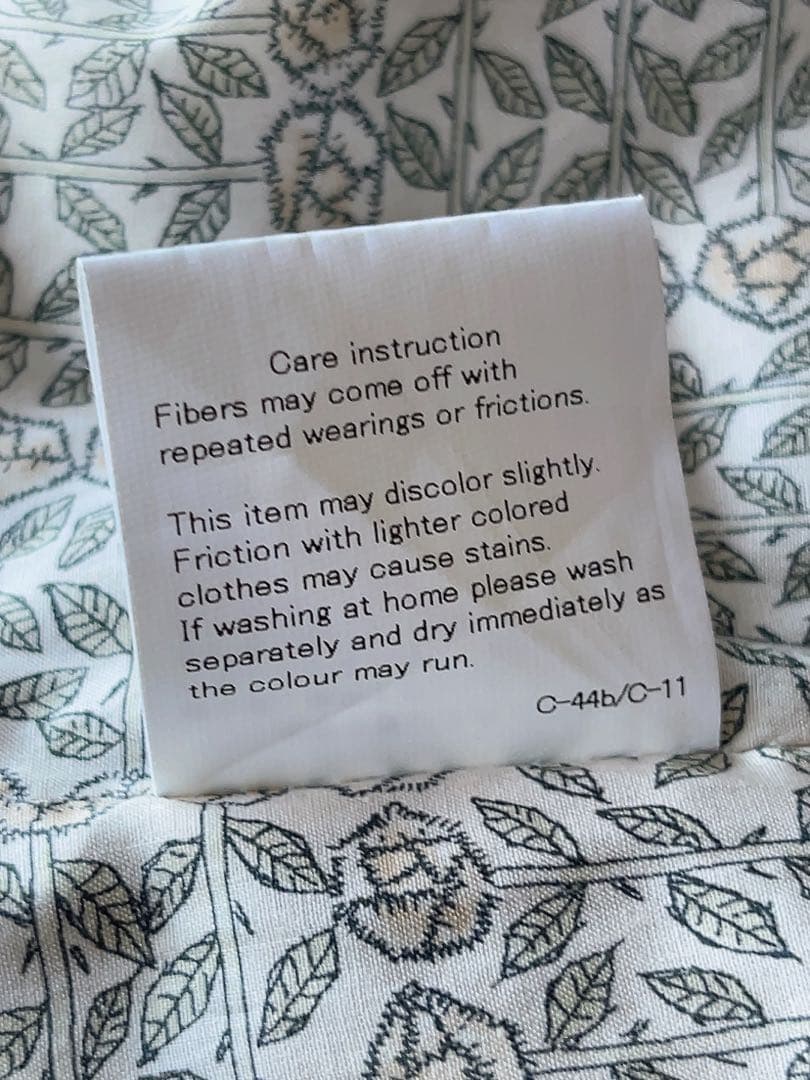 Care instruction
Fibers may come off with
repeated wearings or frictions.
This item may discolor slightly.
Friction with lighter colored
clothes may cause stains.
If washing at home please wash
separately and dry immediately as
the colour may run.
C-44b/C-11